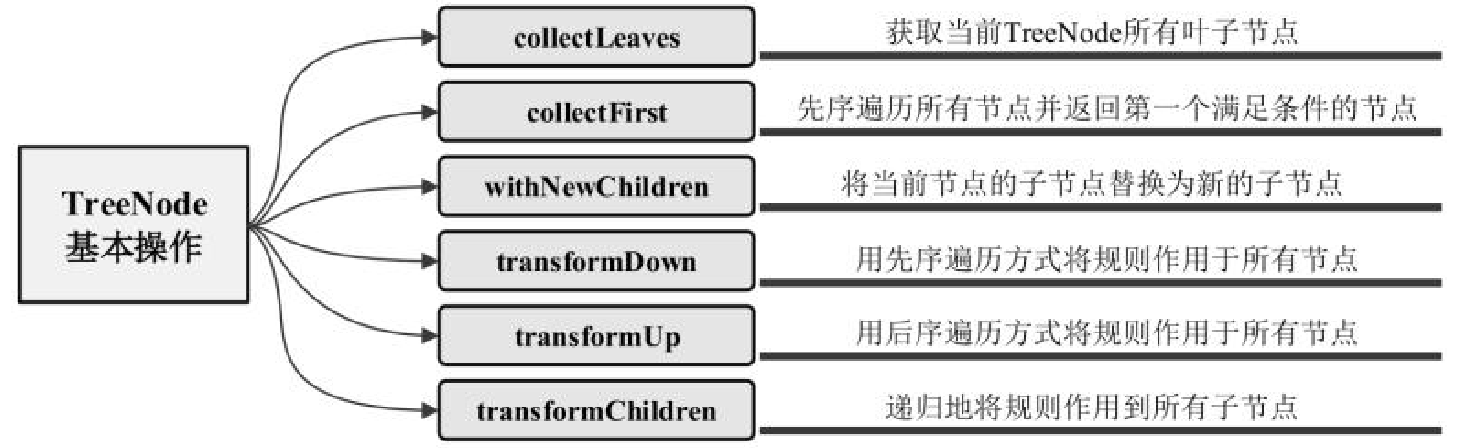 TreeNode
基本操作
collectLeaves
获取当前TreeNode所有叶子节点
collectFirst
先序遍历所有节点并返回第一个满足条件的节点
withNewChildren
将当前节点的子节点替换为新的子节点
transformDown
用先序遍历方式将规则作用于所有节点
transformUp
用后序遍历方式将规则作用于所有节点
transformChildren
递归地将规则作用到所有子节点